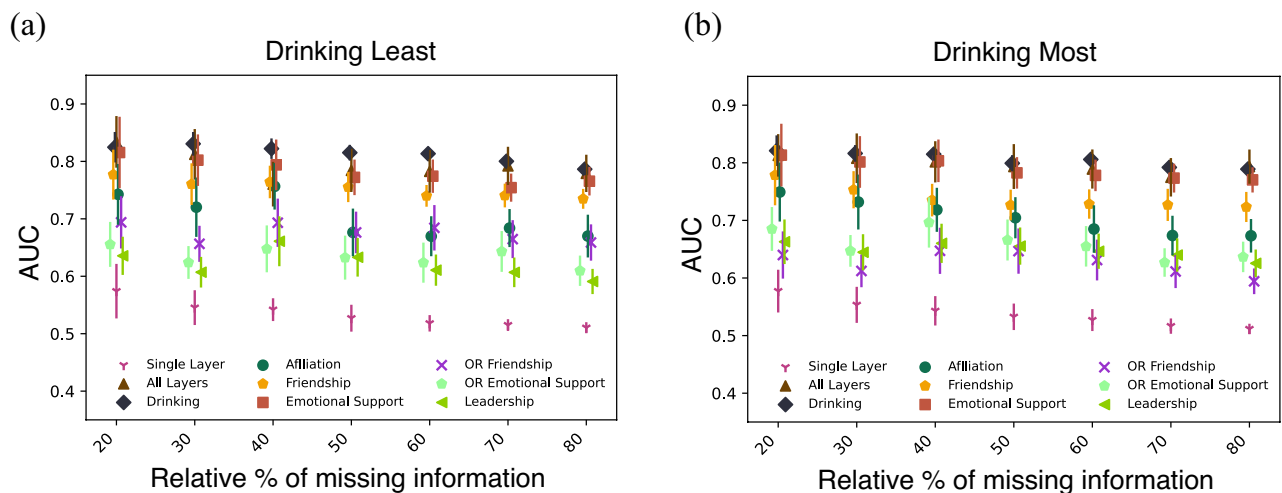 (a)
Drinking Least
AUC
0.9
0.8
0.7
0.6
0.5
0.4
Single Layer
All Layers
Drinking
Affliation
Friendship
Emotional Support
OR Friendship
OR Emotional Support
Leadership
20 30 40 50 60 70 80
Relative % of missing information
(b)
Drinking Most
AUC
0.9
0.8
0.7
0.6
0.5
0.4
Single Layer
All Layers
Drinking
Affliation
Friendship
Emotional Support
OR Friendship
OR Emotional Support
Leadership
20 30 40 50 60 70 80
Relative % of missing information